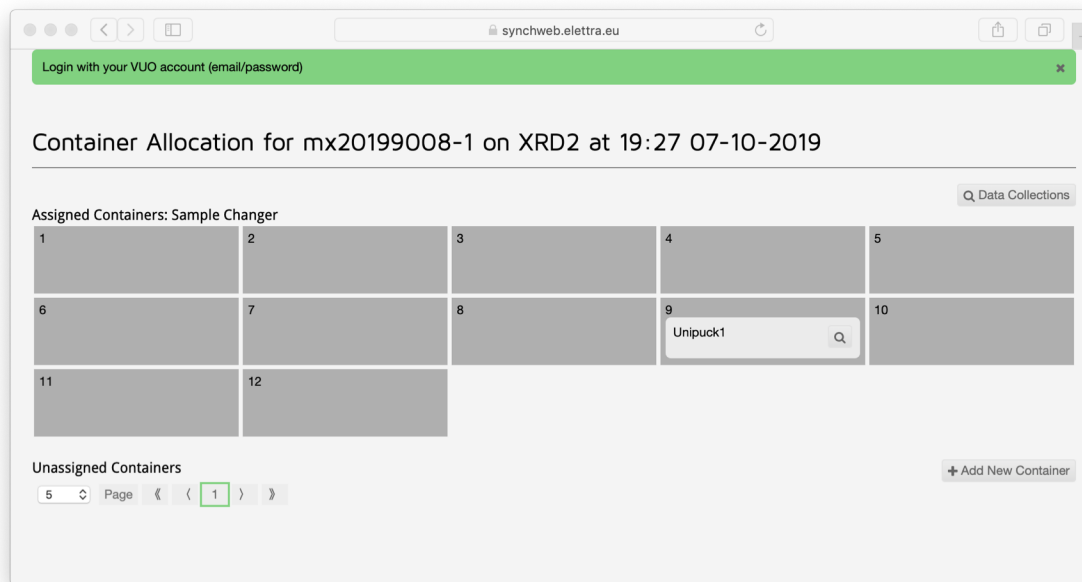 synchweb.elettra.eu
Login with your VUO account (email/password)
Container Allocation for mx20199008-1 on XRD2 at 19:27 07-10-2019
Data Collections
Assigned Containers: Sample Changer
1 2 3 4 5
6 7 8 9 10
Unipuck1
11 12
Unassigned Containers
+ Add New Container
5 Page 《 〈 1 〉 》